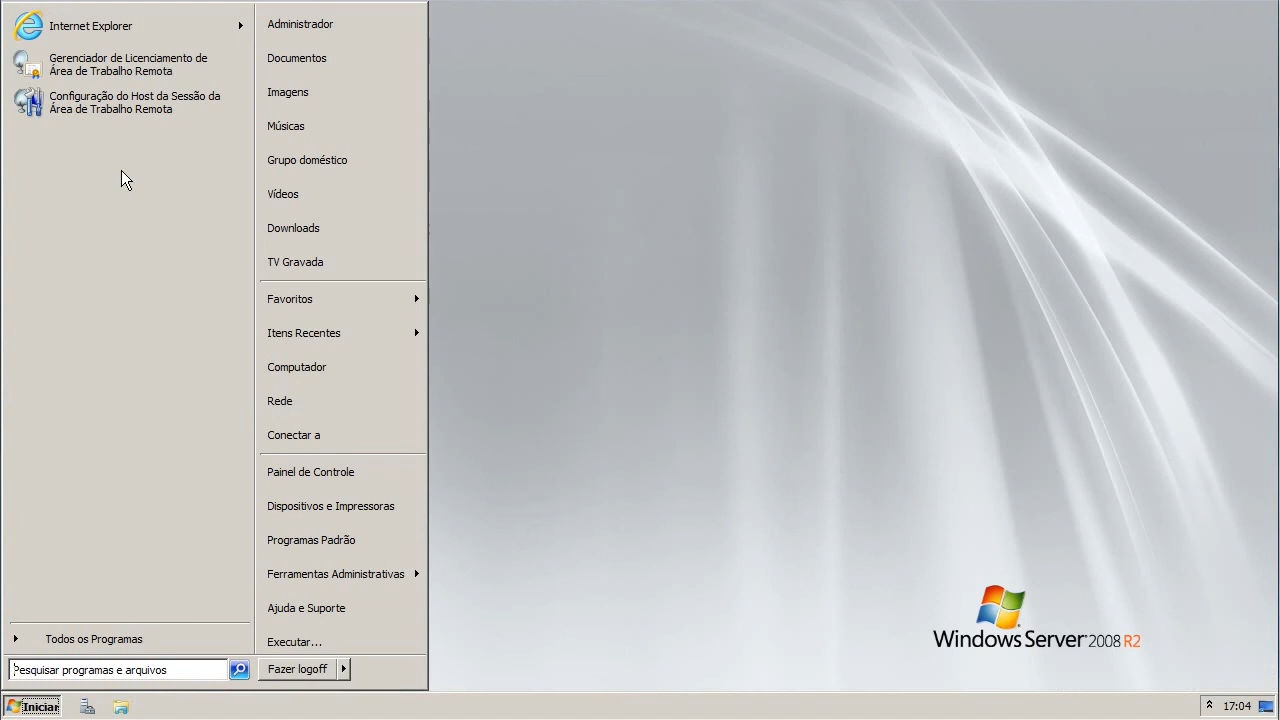 Internet Explorer
Gerenciador de Licenciamento de
Área de Trabalho Remota
Configuração do Host da Sessão da
Área de Trabalho Remota
Todos os Programas
Pesquisar programas e arquivos
Administrador
Documentos
Imagens
Músicas
Grupo doméstico
Vídeos
Downloads
TV Gravada
Favoritos
Itens Recentes
Computador
Rede
Conectar a
Painel de Controle
Dispositivos e Impressoras
Programas Padrão
Ferramentas Administrativas
Ajuda e Suporte
Executar...
Fazer logoff
Windows Server 2008 R2
Iniciar
17:04